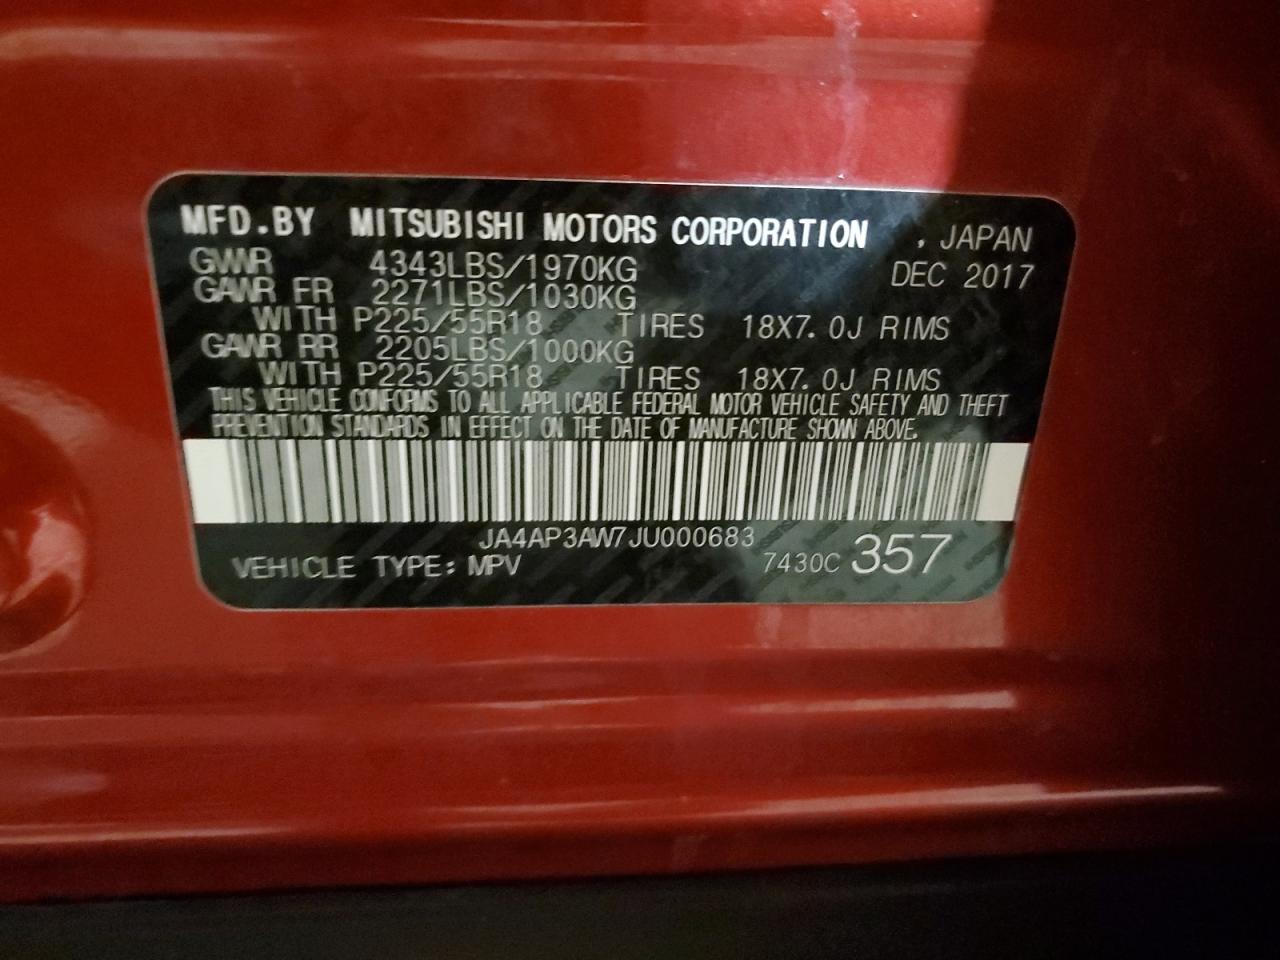 MFD.BY MITSUBISHI MOTORS CORPORATION , JAPAN
GVWR 4343LBS/1970KG DEC 2017
GAWR FR 2271LBS/1030KG
WITH P225/55R18 TIRES 18X7.0J RIMS
GAWR RR 2205LBS/1000KG
WITH P225/55R18 TIRES 18X7.0J RIMS
THIS VEHICLE CONFORMS TO ALL APPLICABLE FEDERAL MOTOR VEHICLE SAFETY AND THEFT
PREVENTION STANDARDS IN EFFECT ON THE DATE OF MANUFACTURE SHOWN ABOVE.
JA4AP3AW7JU000683
VEHICLE TYPE: MPV 7430C 357